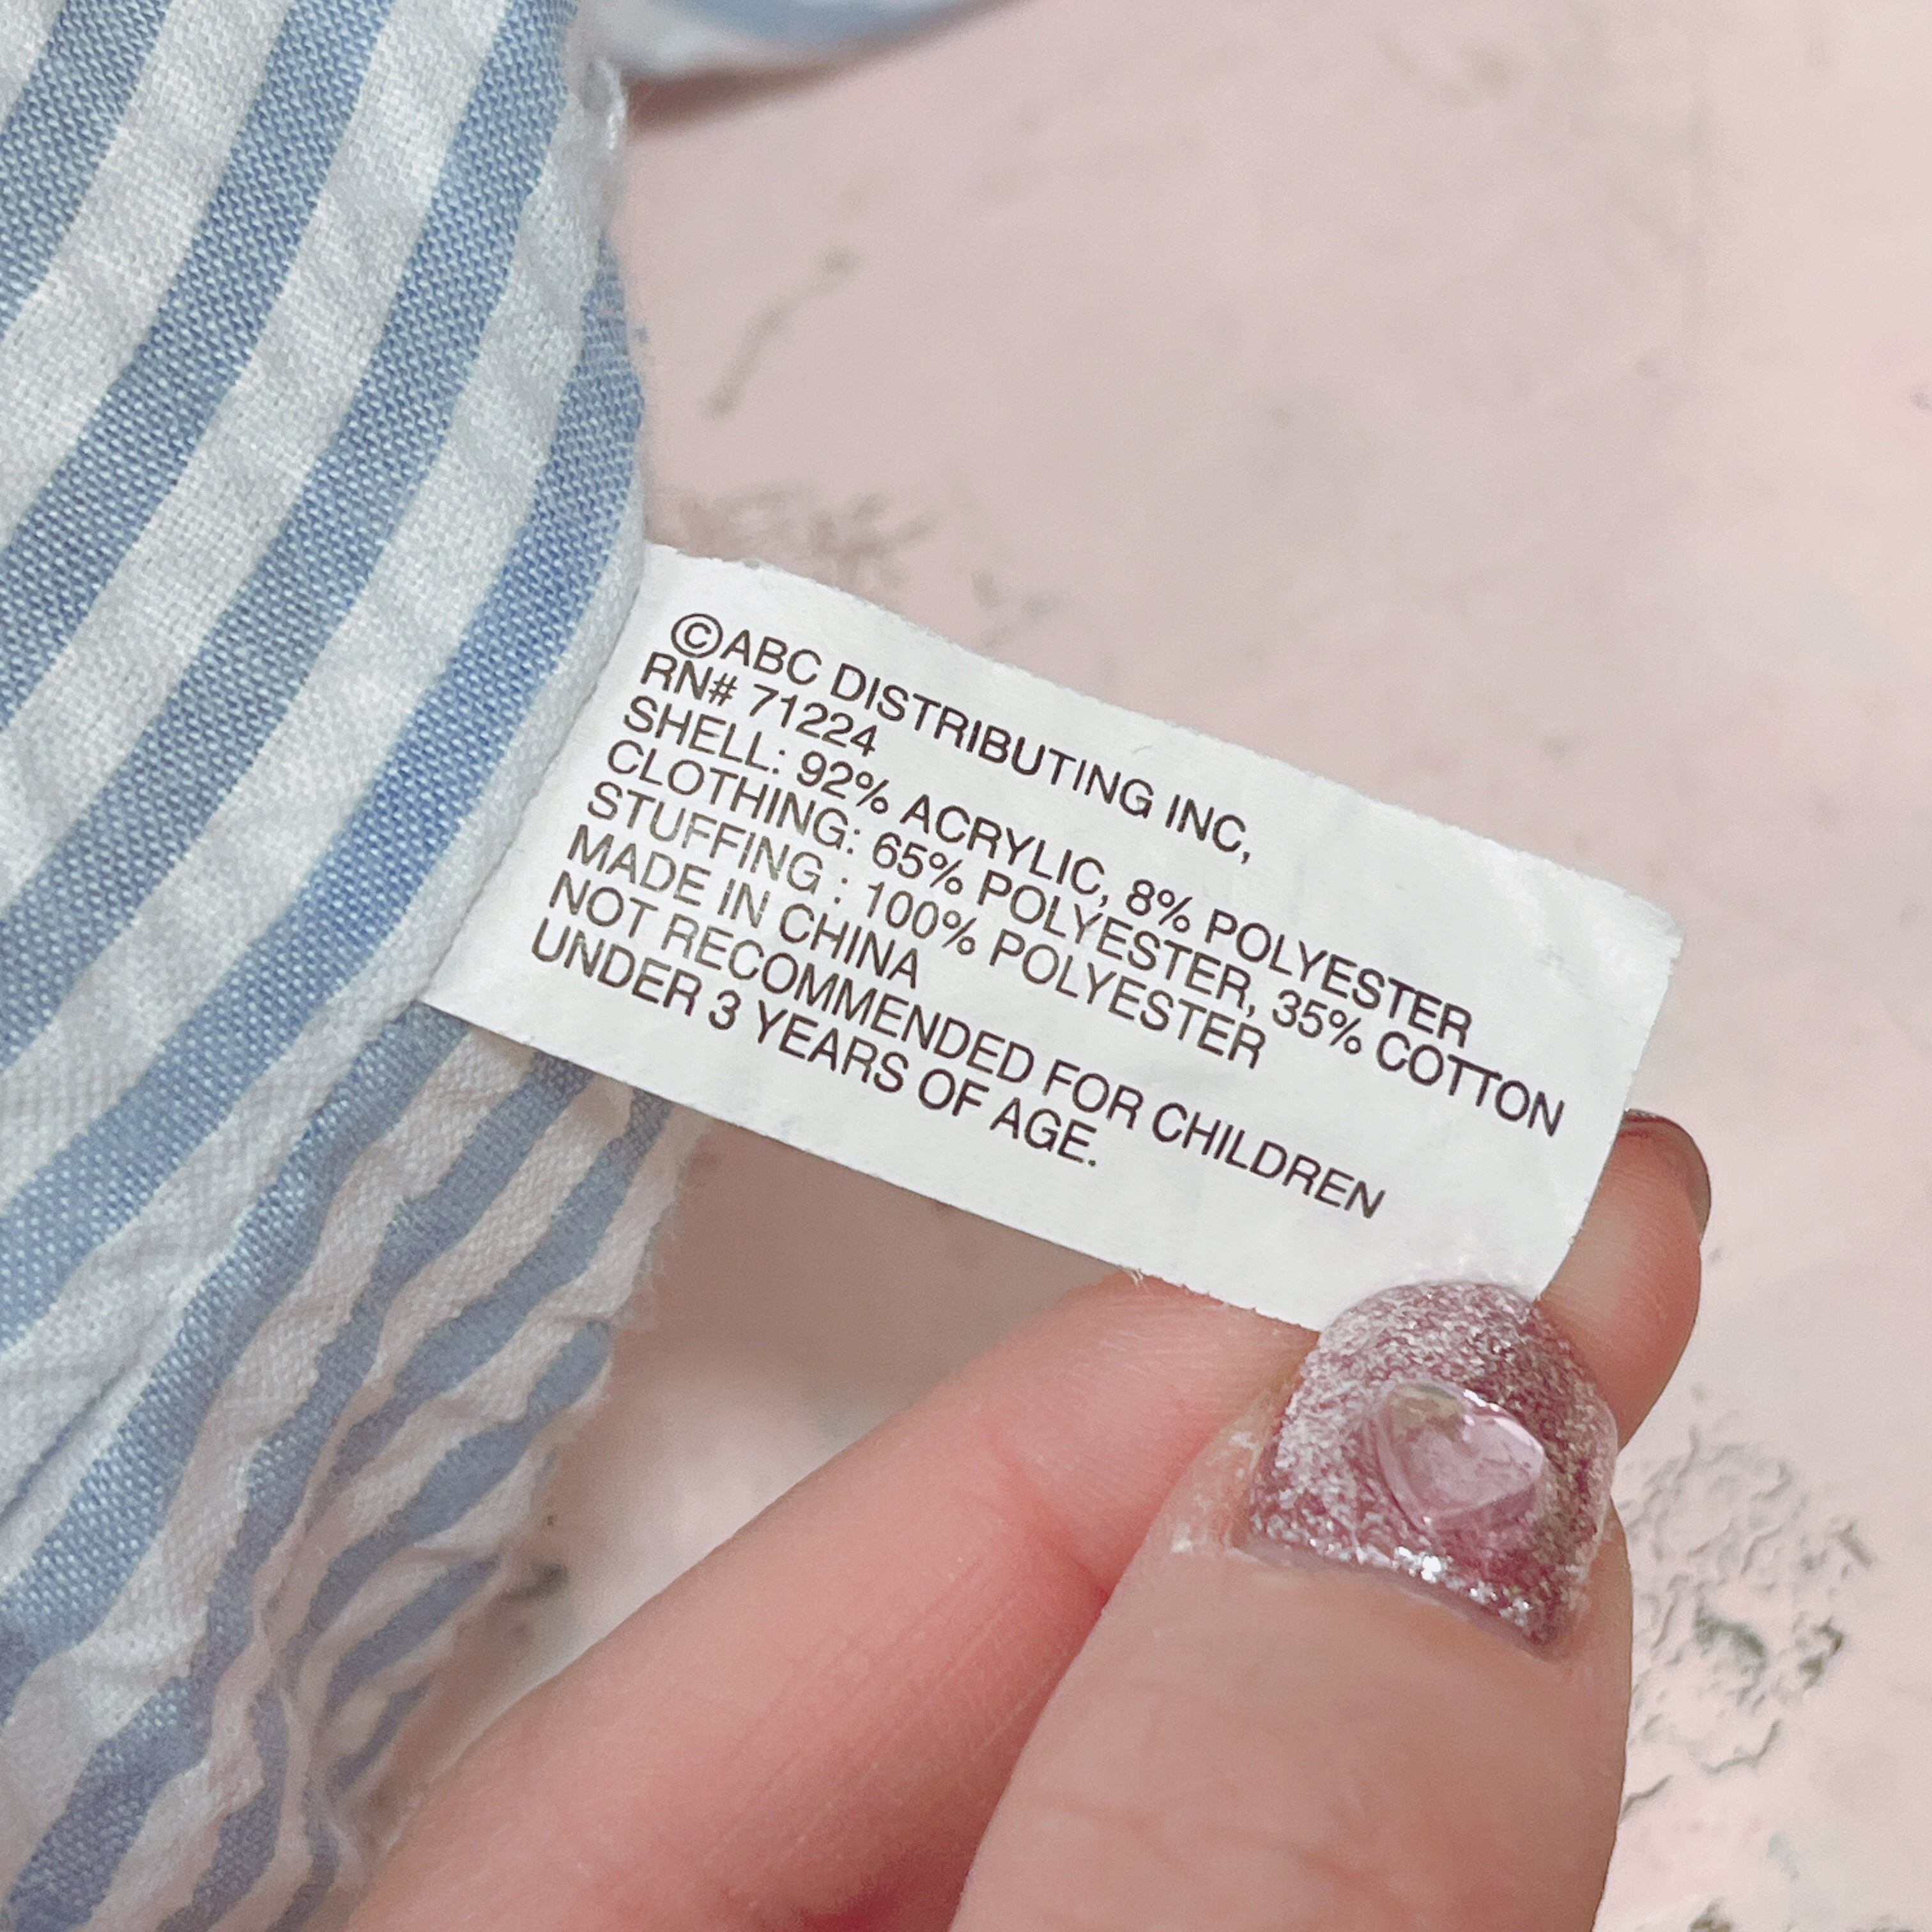 ©ABC DISTRIBUTING INC,
RN# 71224
SHELL: 92% ACRYLIC, 8% POLYESTER
CLOTHING: 65% POLYESTER, 35% COTTON
STUFFING : 100% POLYESTER
MADE IN CHINA
NOT RECOMMENDED FOR CHILDREN
UNDER 3 YEARS OF AGE.